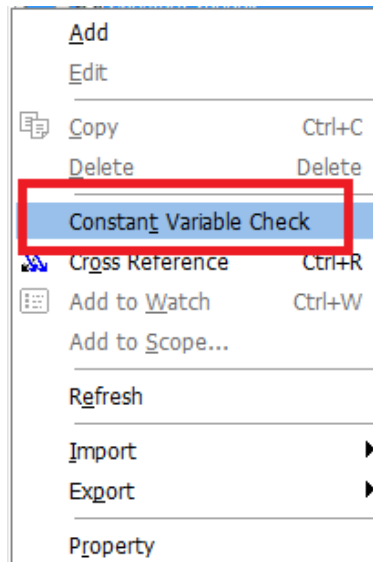 Add
Edit
Copy Ctrl+C
Delete Delete
Constant Variable Check
Cross Reference Ctrl+R
Add to Watch Ctrl+W
Add to Scope...
Refresh
Import
Export
Property